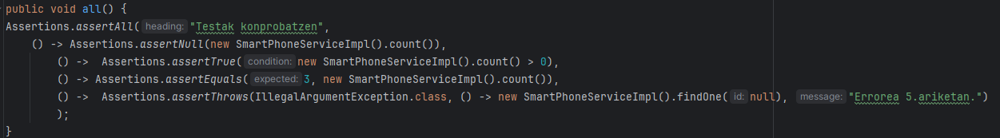 public void all() {
Assertions.assertAll( heading: "Testak konprobatzen",
() -> Assertions.assertNull(new SmartPhoneServiceImpl().count()),
() -> Assertions.assertTrue( condition: new SmartPhoneServiceImpl().count() > 0),
() -> Assertions.assertEquals( expected: 3, new SmartPhoneServiceImpl().count()),
() -> Assertions.assertThrows(IllegalArgumentException.class, () -> new SmartPhoneServiceImpl().findOne( id: null), message: "Errorea 5.ariketan.")
);
}